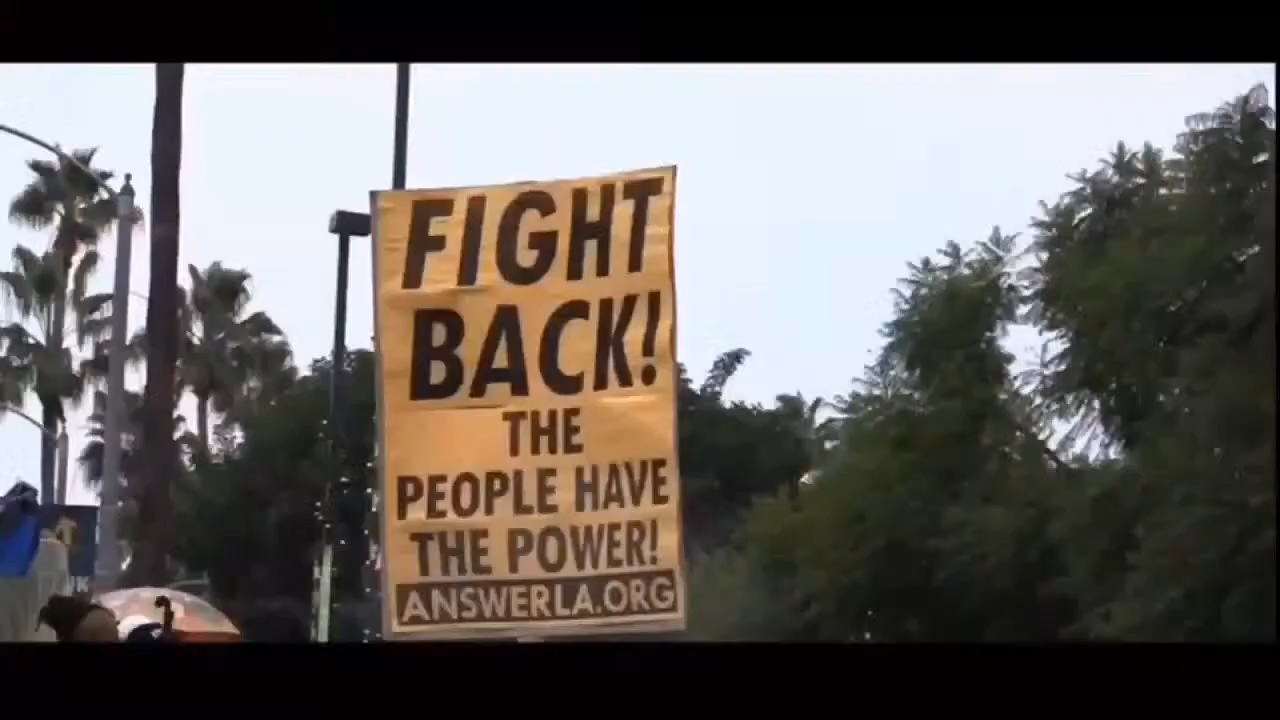 FIGHT
BACK!
THE
PEOPLE HAVE
THE POWER!
ANSWERLA.ORG